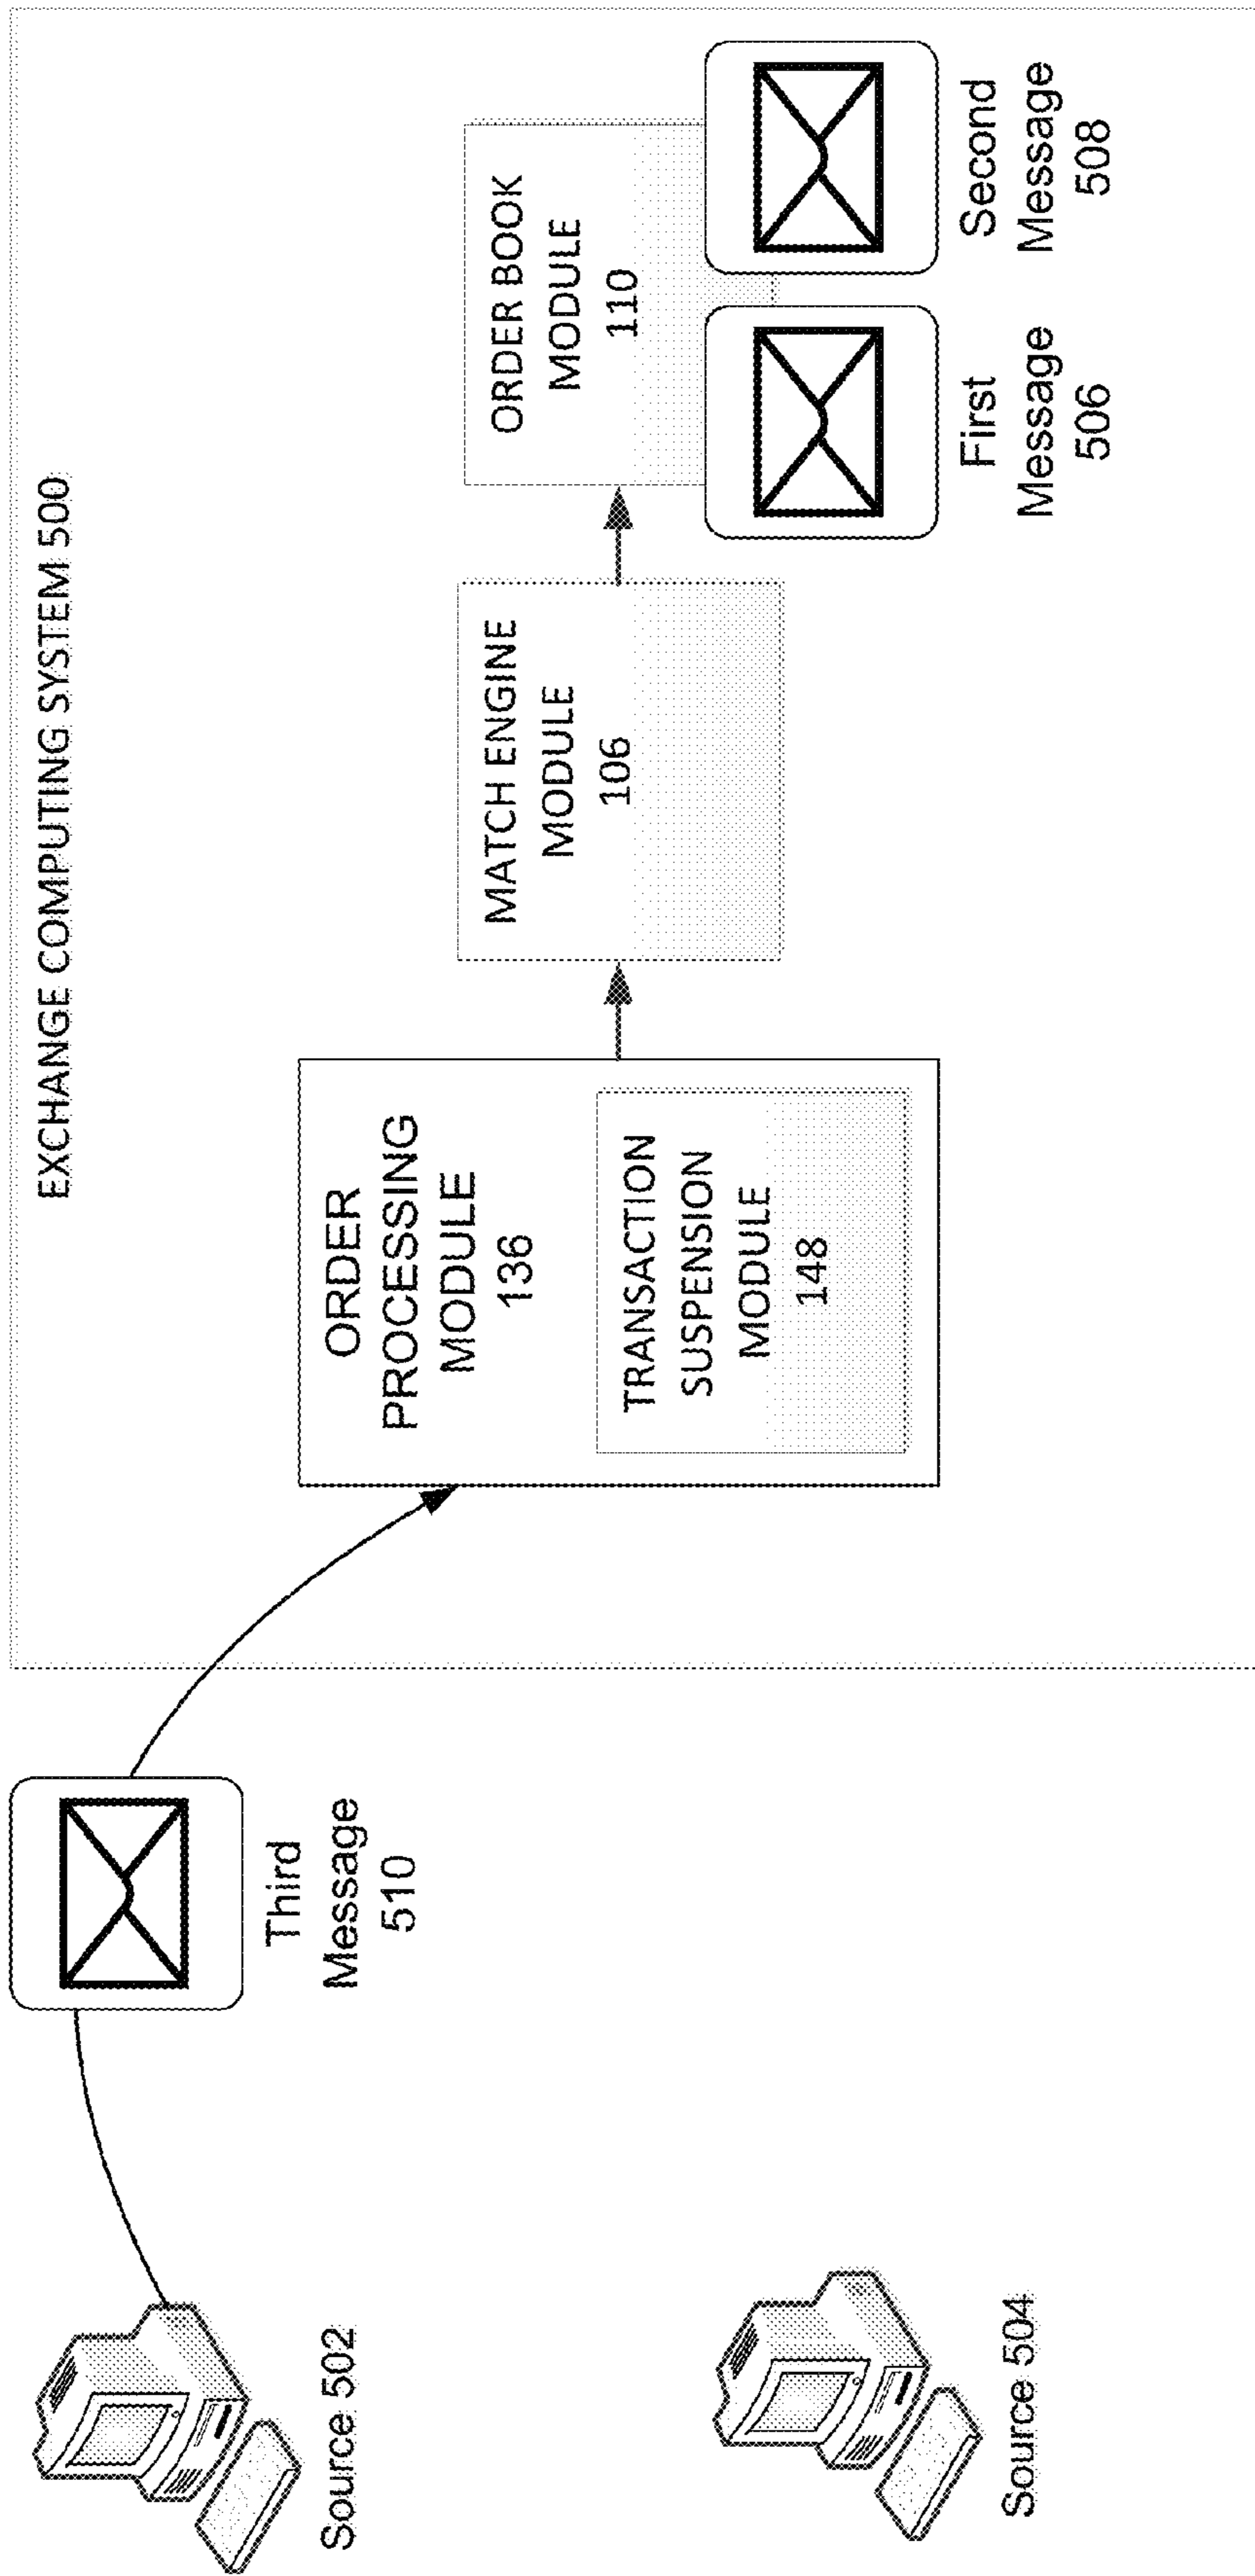 EXCHANGE COMPUTING SYSTEM 500
Source 502
Third
Message
510
ORDER
PROCESSING
MODULE
136
TRANSACTION
SUSPENSION
MODULE
148
MATCH ENGINE
MODULE
106
ORDER BOOK
MODULE
110
First
Message
506
Second
Message
508
Source 504